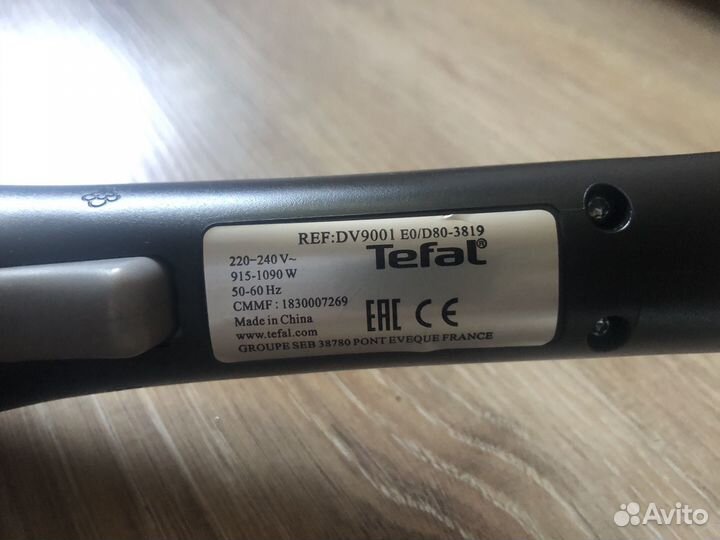 REF:DV9001 E0/D80-3819
220-240 V~
915-1090 W
50-60 Hz
CMMF : 1830007269
Made in China
www.tefal.com
Tefal®
EAC CE
GROUPE SEB 38780 PONT EVEQUE FRANCE
Avito